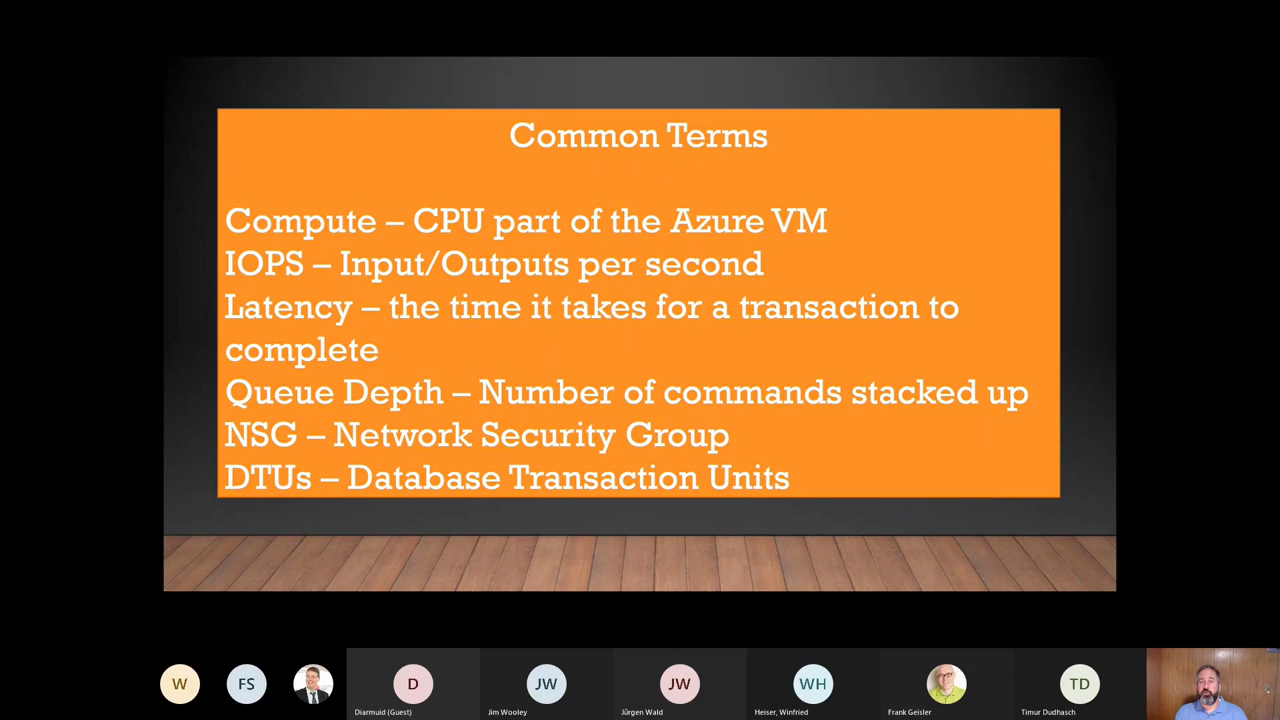 Common Terms
Compute – CPU part of the Azure VM
IOPS – Input/Outputs per second
Latency – the time it takes for a transaction to
complete
Queue Depth – Number of commands stacked up
NSG – Network Security Group
DTUs – Database Transaction Units
W
FS
D
JW
JW
WH
TD
Diarmuid (Guest)
Jim Wooley
Jürgen Wald
Heiser, Winfried
Frank Geisler
Timur Dudhasch